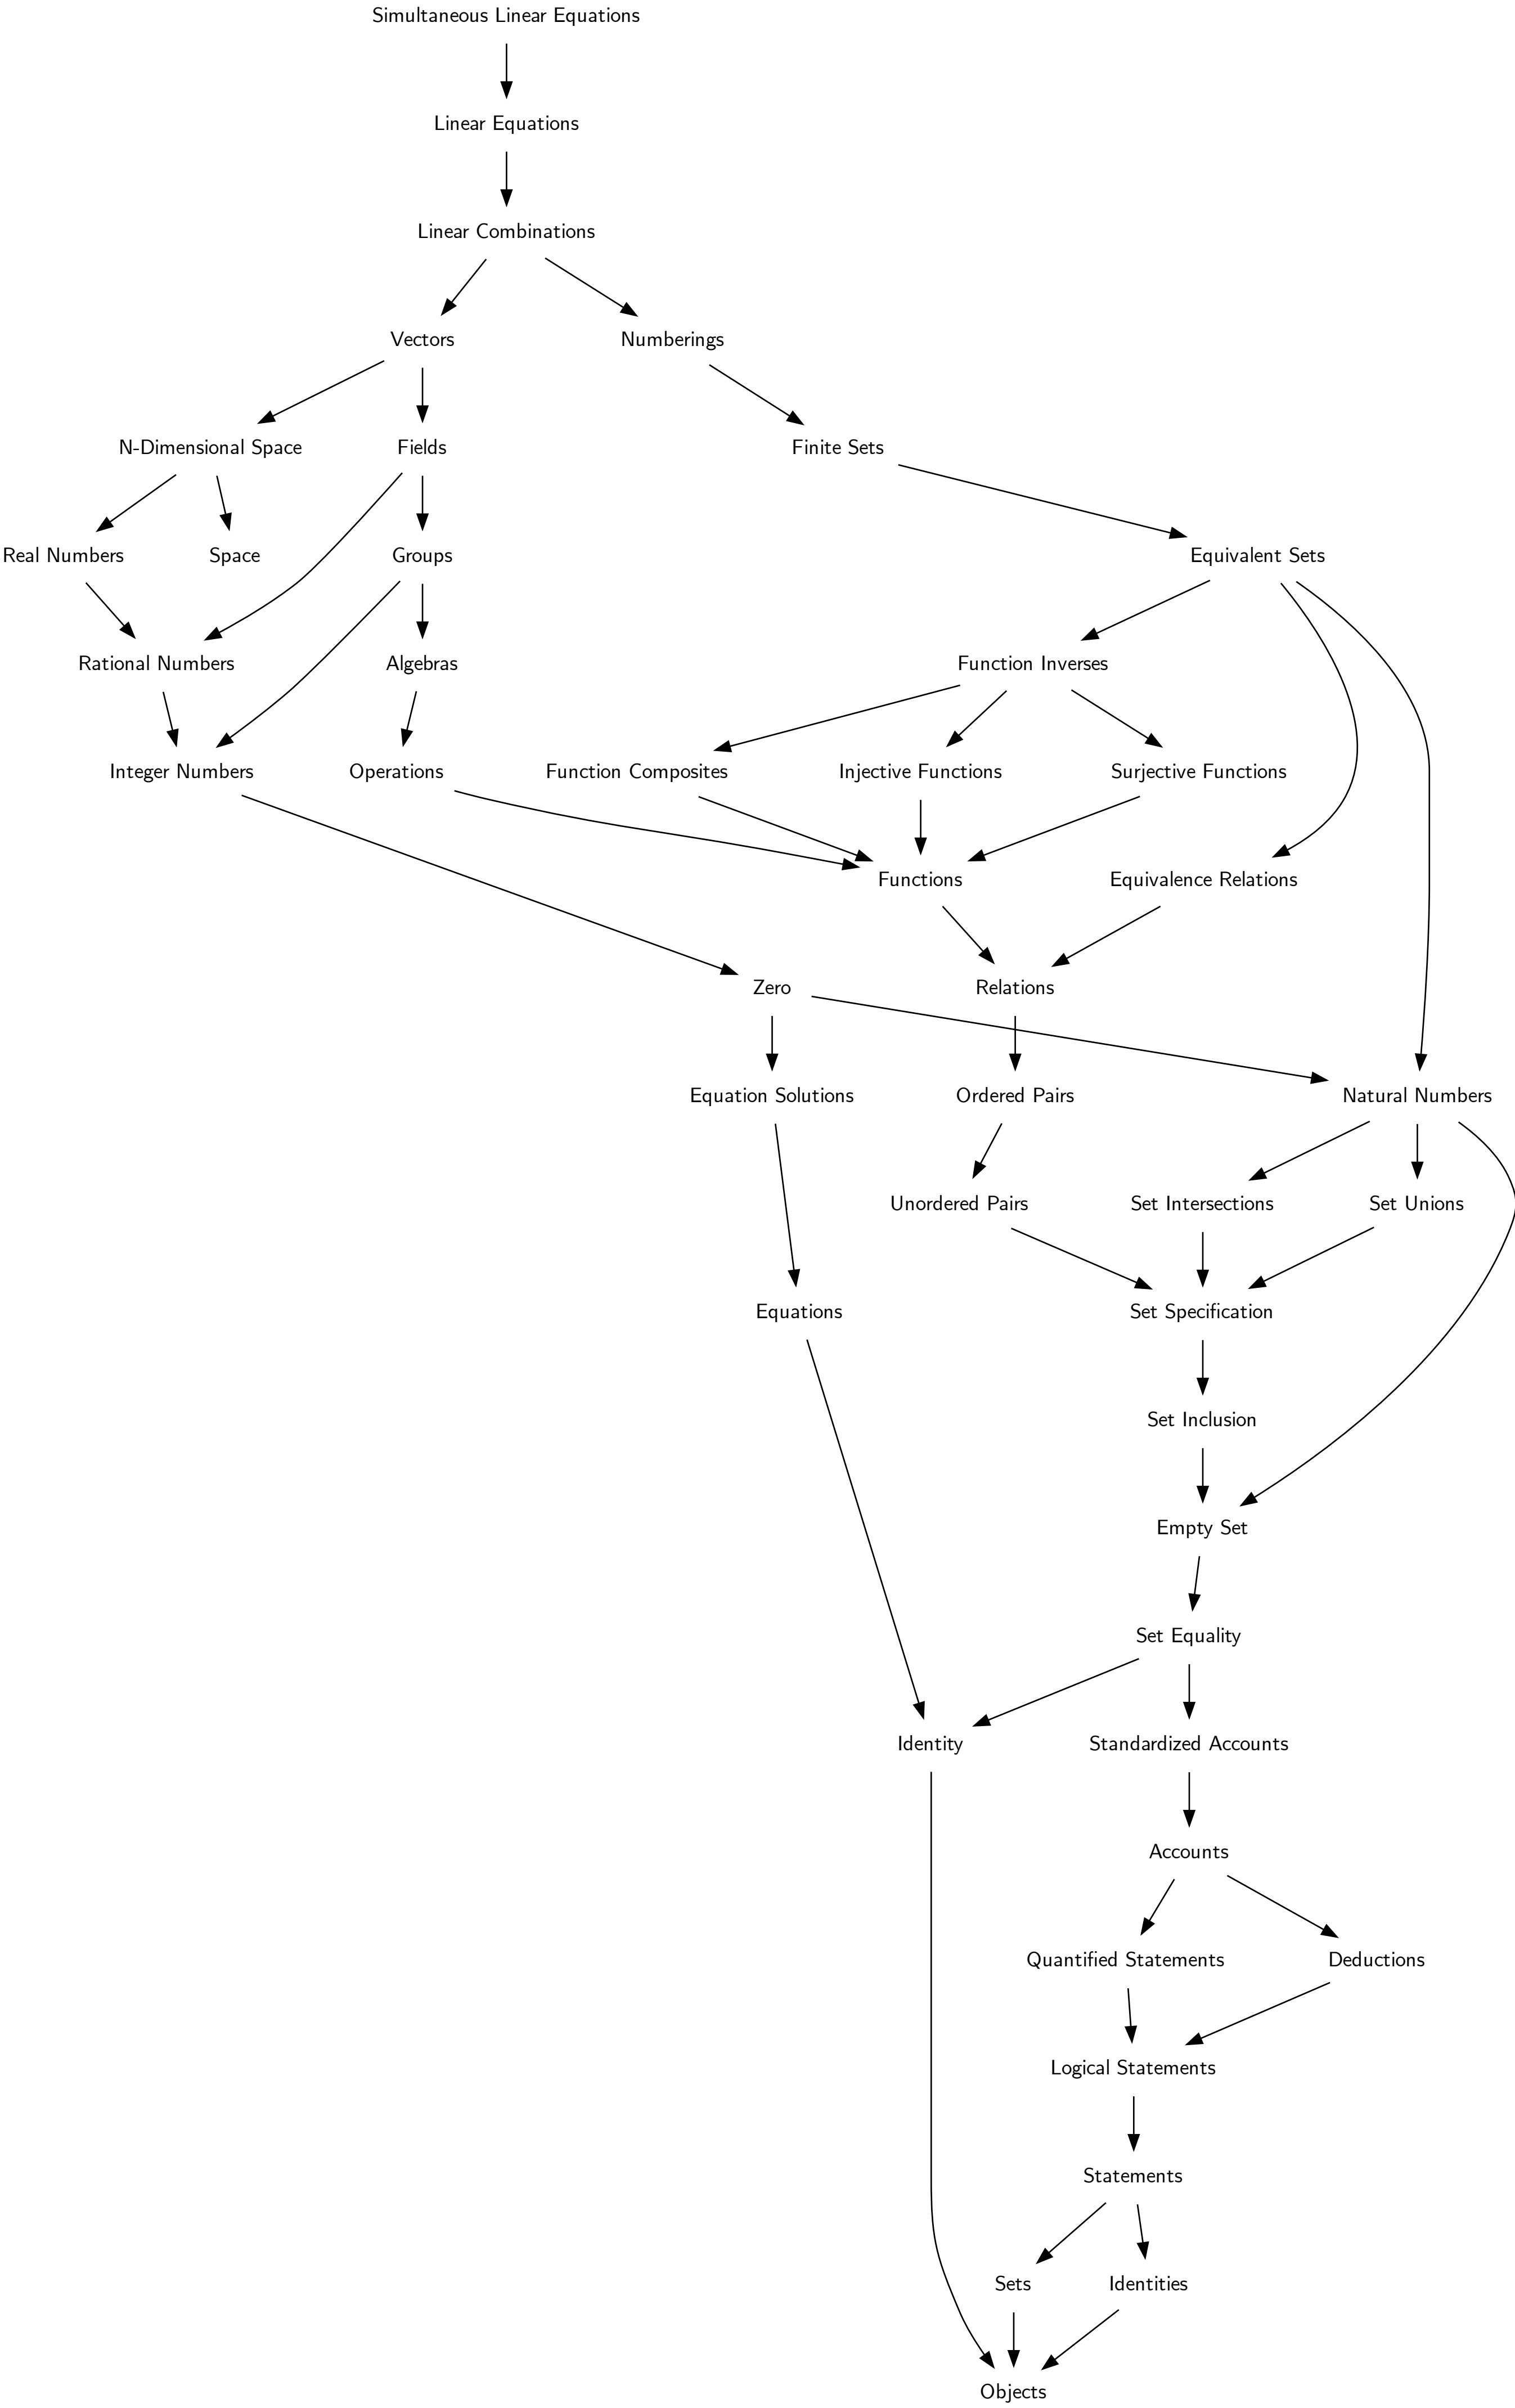 Simultaneous Linear Equations
Linear Equations
Linear Combinations
Vectors
Numberings
N-Dimensional Space
Fields
Finite Sets
Real Numbers
Space
Groups
Equivalent Sets
Rational Numbers
Algebras
Function Inverses
Integer Numbers
Operations
Function Composites
Injective Functions
Surjective Functions
Functions
Equivalence Relations
Zero
Relations
Equation Solutions
Ordered Pairs
Natural Numbers
Unordered Pairs
Set Intersections
Set Unions
Equations
Set Specification
Set Inclusion
Empty Set
Set Equality
Identity
Standardized Accounts
Accounts
Quantified Statements
Deductions
Logical Statements
Statements
Sets
Identities
Objects